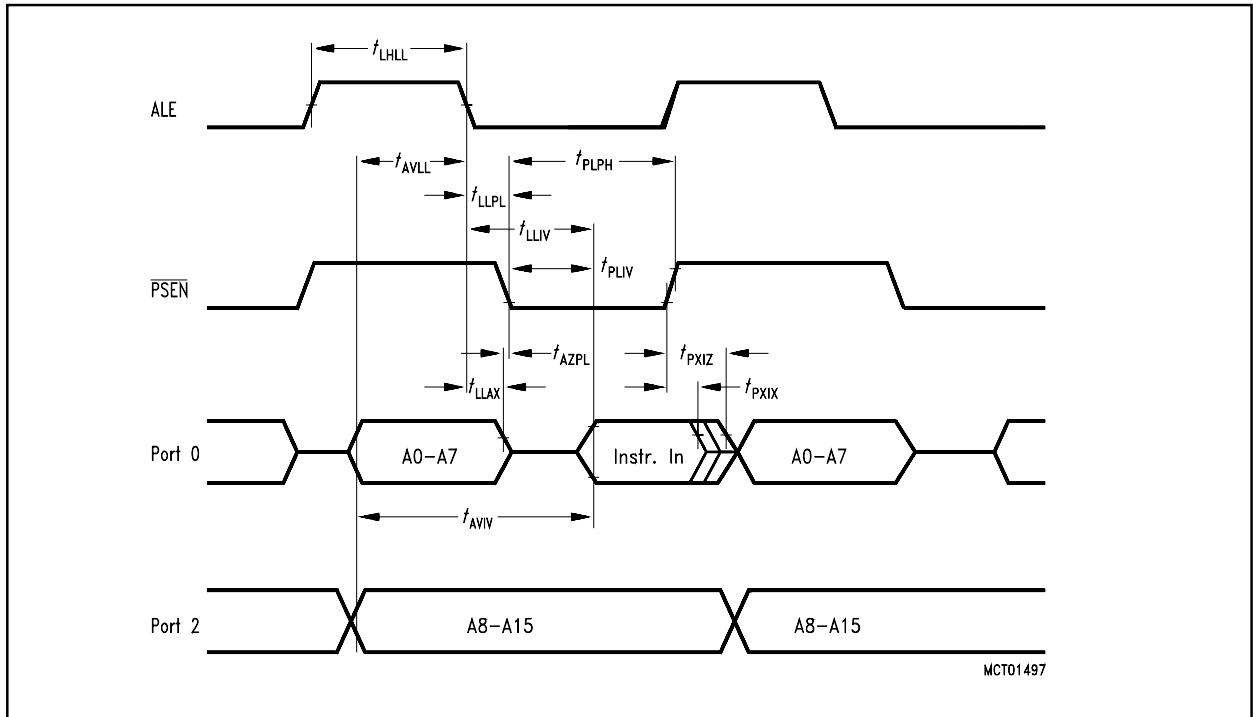 tLHLL
ALE
tAVLL
tPLPH
tLLPL
tLLIV
tPLIV
PSEN
tAZPL
tPXIZ
tLLAX
tPXIX
Port 0
A0-A7
Instr. In
A0-A7
tAVIV
Port 2
A8-A15
A8-A15
MCT01497